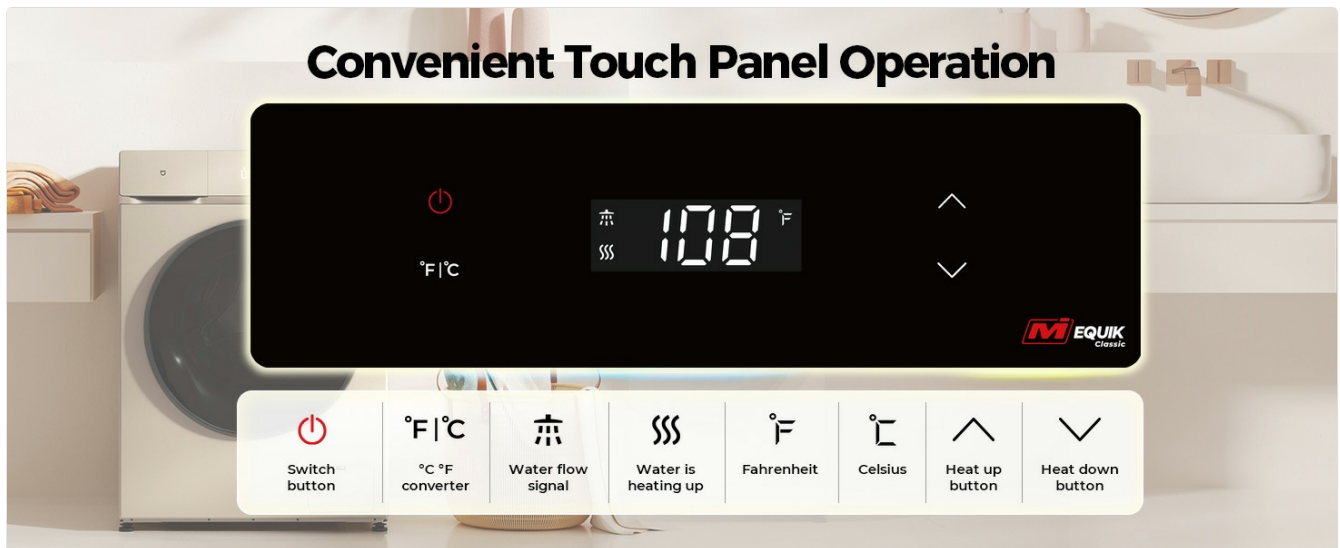 Convenient Touch Panel Operation
108 °F
°F|°C
M EQUIK
Classic
°F|°C
°F
°C
Switch
button
°C °F
converter
Water flow
signal
Water is
heating up
Fahrenheit
Celsius
Heat up
button
Heat down
button